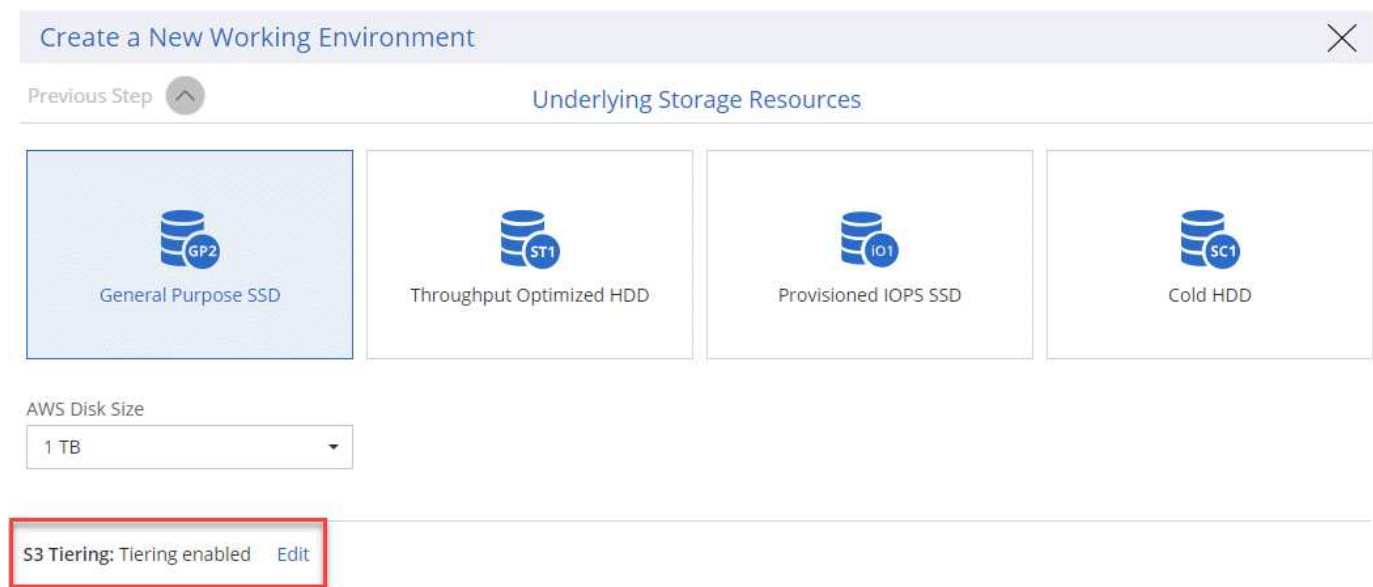 Create a New Working Environment
Previous Step
Underlying Storage Resources
GP2
General Purpose SSD
ST1
Throughput Optimized HDD
iO1
Provisioned IOPS SSD
SC1
Cold HDD
AWS Disk Size
1 TB
S3 Tiering: Tiering enabled Edit